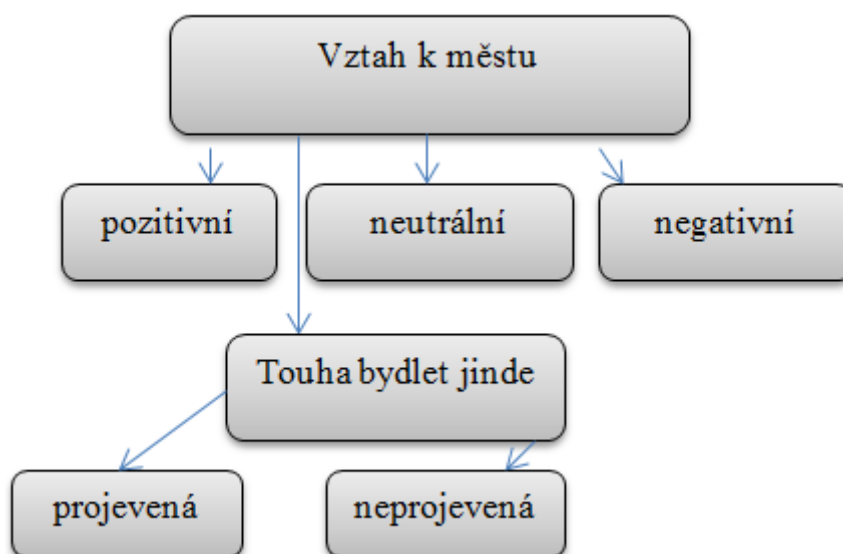 Vztah k městu
pozitivní
neutrální
negativní
Touha bydlet jinde
projevená
neprojevená